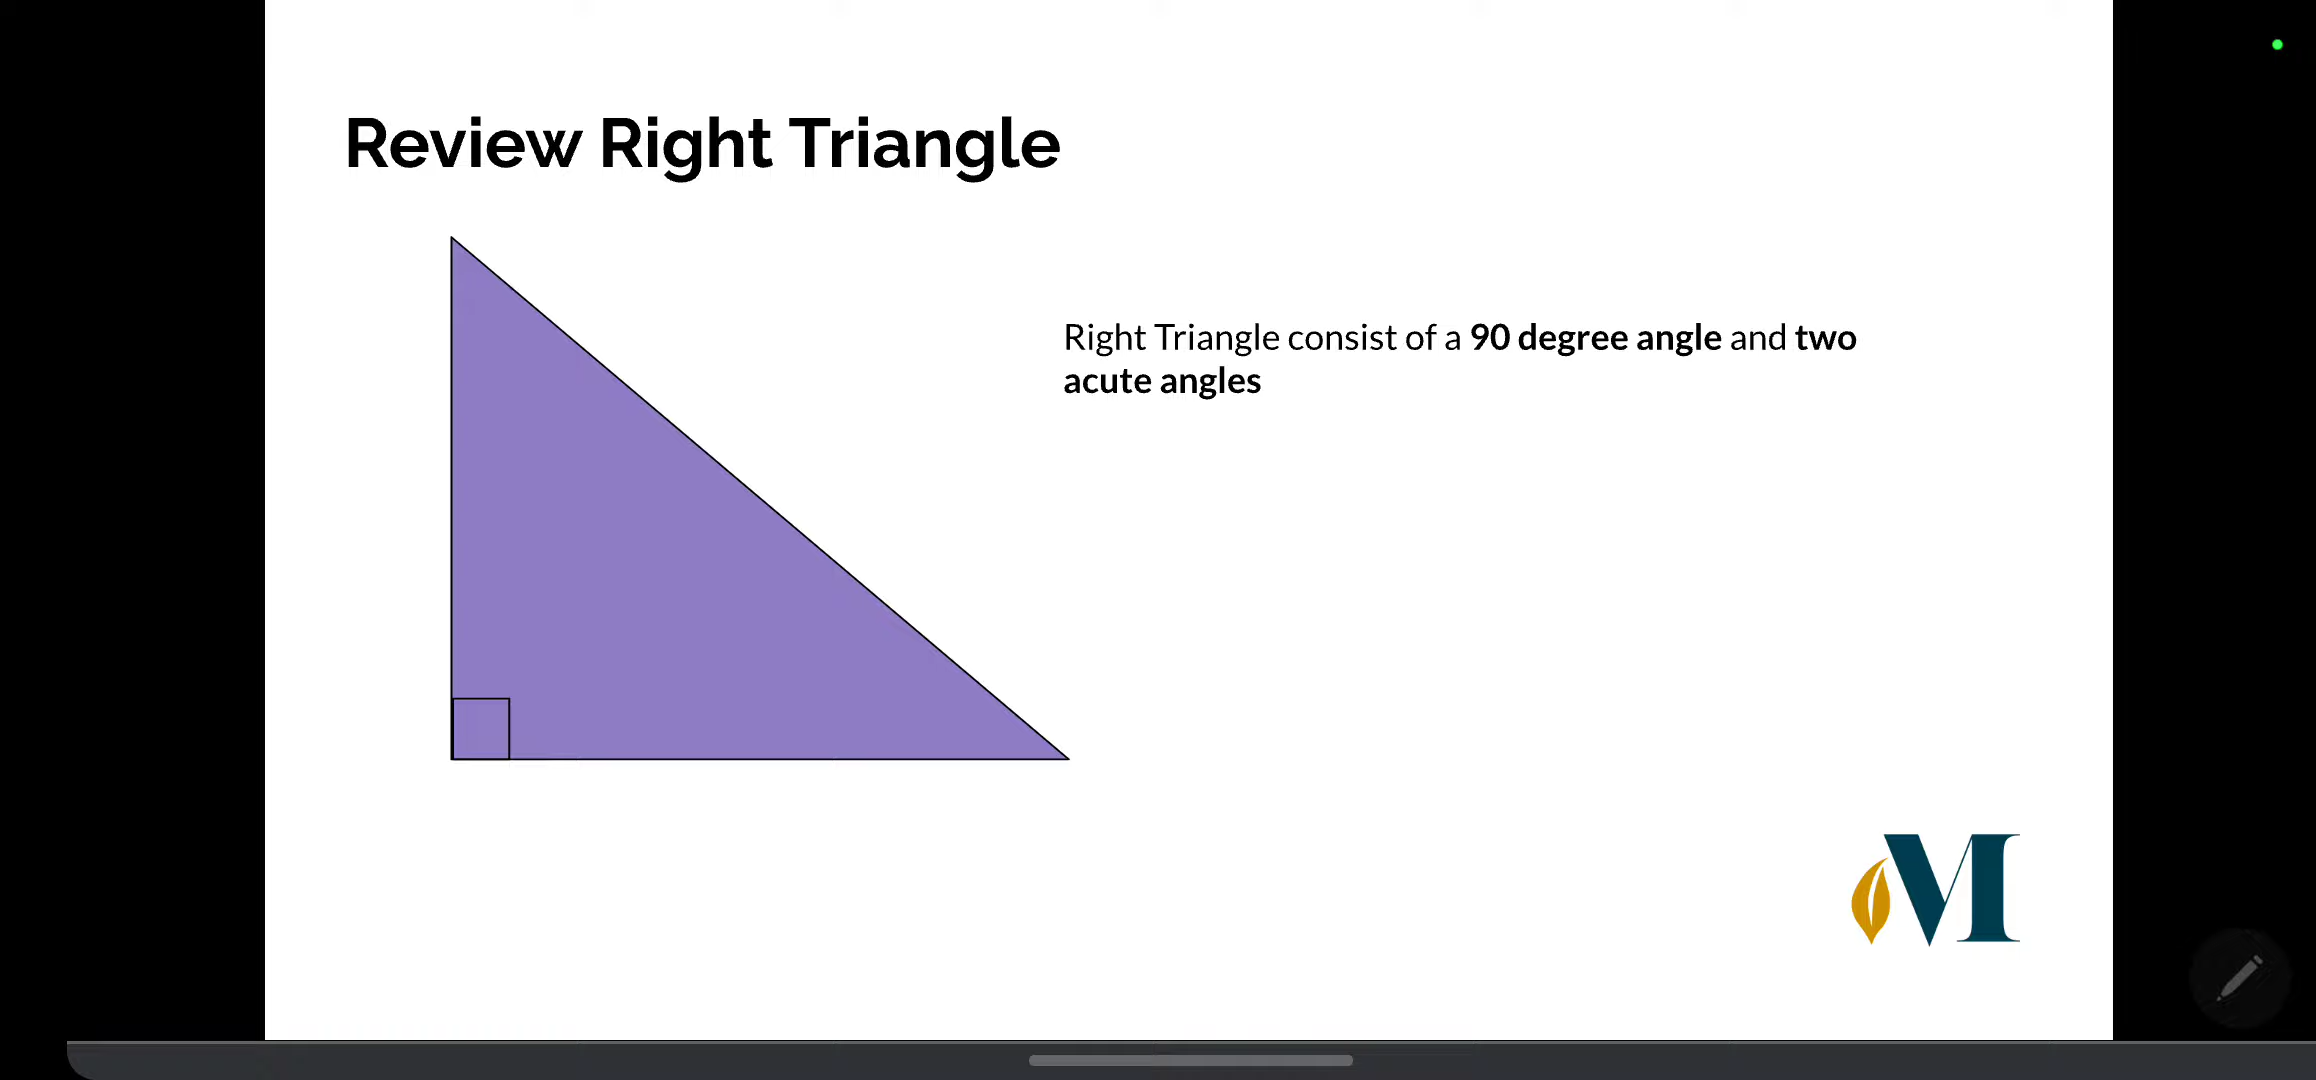 Review Right Triangle
Right Triangle consist of a 90 degree angle and two
acute angles
M